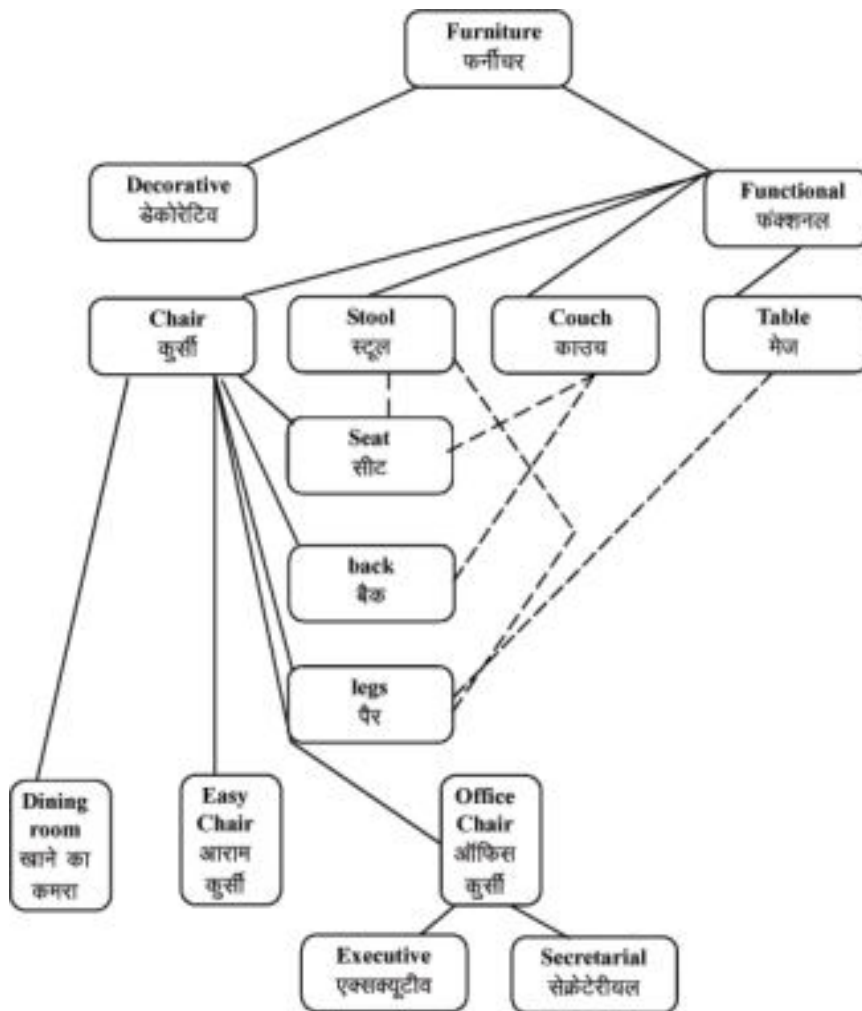 Furniture
फर्नीचर
Decorative
डेकोरेटिव
Functional
फंक्शनल
Chair
कुर्सी
Stool
स्टूल
Couch
काउच
Table
मेज
Seat
सीट
back
बैक
legs
पैर
Dining
room
खाने का
कमरा
Easy
Chair
आराम
कुर्सी
Office
Chair
ऑफिस
कुर्सी
Executive
एक्सक्यूटीव
Secretarial
सेक्रेटेरीयल